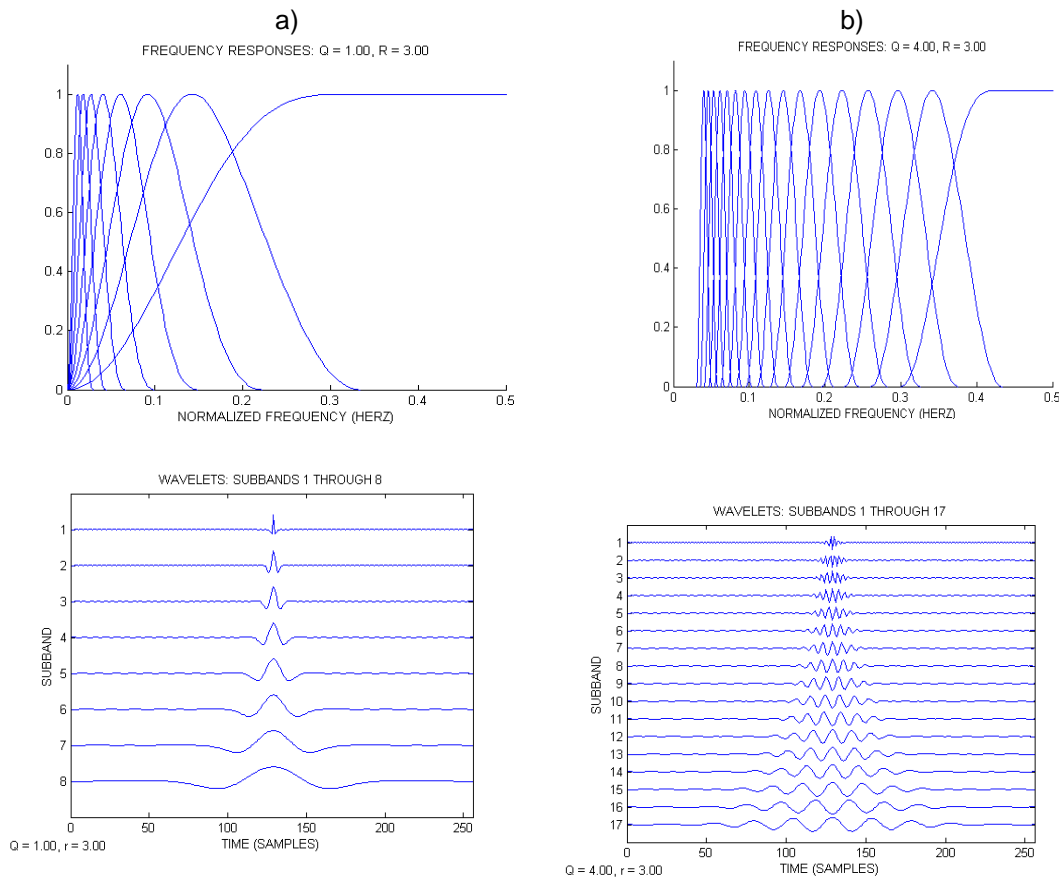 a)
FREQUENCY RESPONSES: Q = 1.00, R = 3.00
1
0.8
0.6
0.4
0.2
0
0 0.1 0.2 0.3 0.4 0.5
NORMALIZED FREQUENCY (HERZ)
b)
FREQUENCY RESPONSES: Q = 4.00, R = 3.00
1
0.8
0.6
0.4
0.2
0
0 0.1 0.2 0.3 0.4 0.5
NORMALIZED FREQUENCY (HERZ)
WAVELETS: SUBBANDS 1 THROUGH 8
SUBBAND
1
2
3
4
5
6
7
8
0 50 100 150 200 250
TIME (SAMPLES)
Q = 1.00, r = 3.00
WAVELETS: SUBBANDS 1 THROUGH 17
SUBBAND
1
2
3
4
5
6
7
8
9
10
11
12
13
14
15
16
17
0 50 100 150 200 250
TIME (SAMPLES)
Q = 4.00, r = 3.00